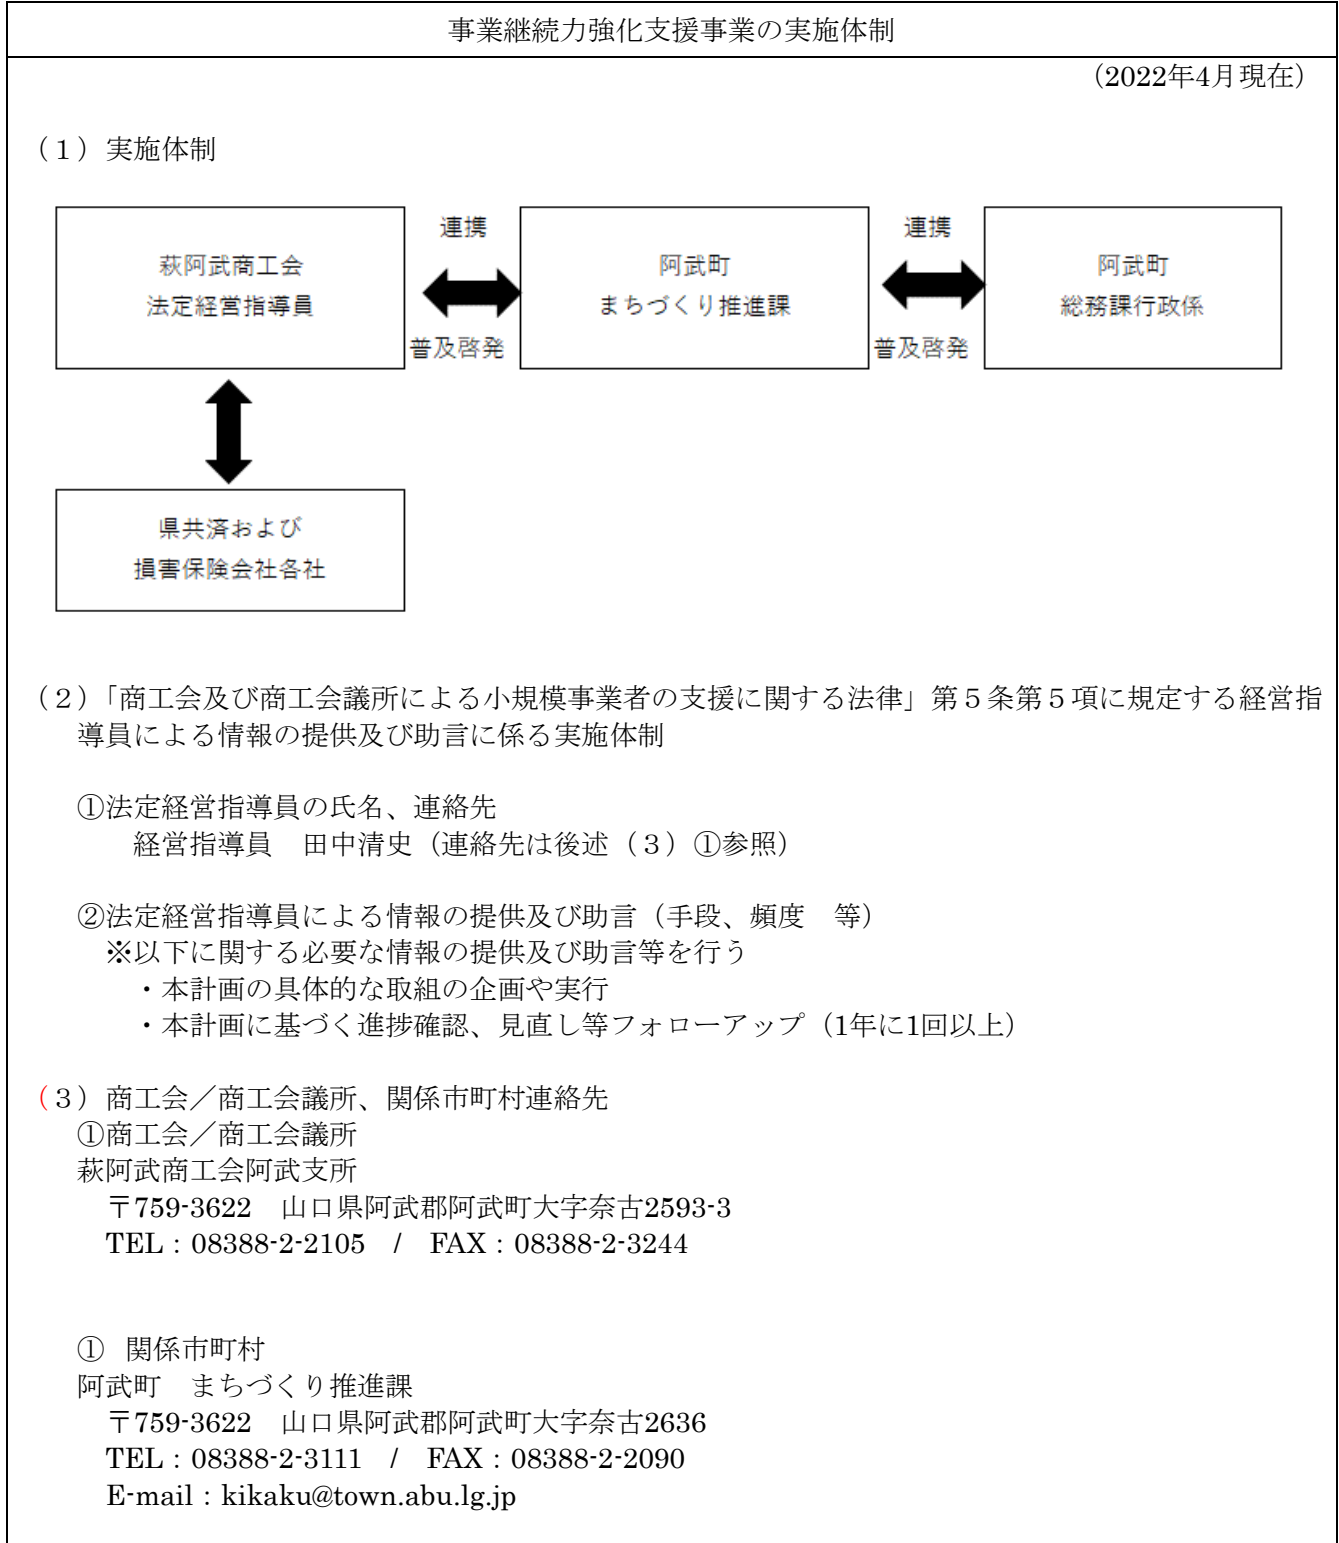 事業継続力強化支援事業の実施体制
（2022年4月現在）
（１）実施体制
連携
連携
萩阿武商工会
阿武町
阿武町
法定経営指導員
まちづくり推進課
総務課行政係
普及啓発
普及啓発
県共済および
損害保険会社各社
（２）「商工会及び商工会議所による小規模事業者の支援に関する法律」第５条第５項に規定する経営指
導員による情報の提供及び助言に係る実施体制
①法定経営指導員の氏名、連絡先
経営指導員　田中清史（連絡先は後述（３）①参照）
②法定経営指導員による情報の提供及び助言（手段、頻度　等）
※以下に関する必要な情報の提供及び助言等を行う
・本計画の具体的な取組の企画や実行
・本計画に基づく進捗確認、見直し等フォローアップ（1年に1回以上）
（３）商工会／商工会議所、関係市町村連絡先
①商工会／商工会議所
萩阿武商工会阿武支所
〒759-3622　山口県阿武郡阿武町大字奈古2593-3
TEL：08388-2-2105　/　FAX：08388-2-3244
①　関係市町村
阿武町　まちづくり推進課
〒759-3622　山口県阿武郡阿武町大字奈古2636
TEL：08388-2-3111　/　FAX：08388-2-2090
E-mail：kikaku@town.abu.lg.jp